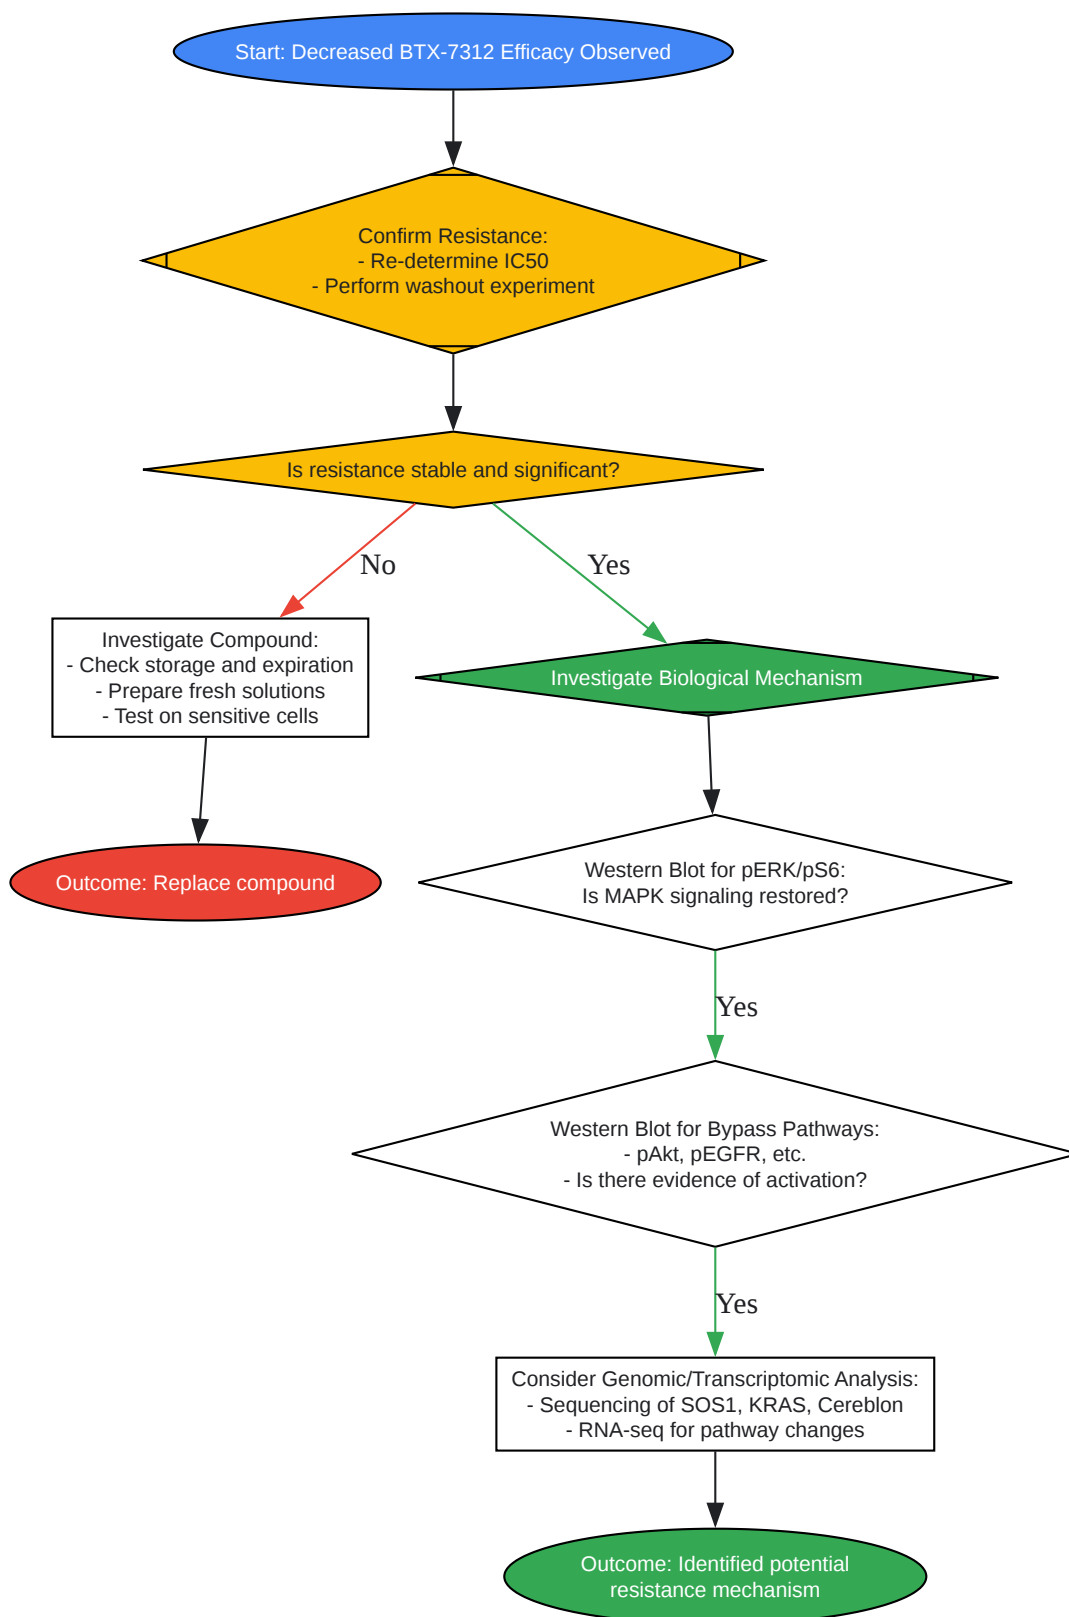 Start: Decreased BTX-7312 Efficacy Observed
Confirm Resistance:
- Re-determine IC50
- Perform washout experiment
Is resistance stable and significant?
No
Yes
Investigate Compound:
- Check storage and expiration
- Prepare fresh solutions
- Test on sensitive cells
Investigate Biological Mechanism
Outcome: Replace compound
Western Blot for pERK/pS6:
Is MAPK signaling restored?
Yes
Western Blot for Bypass Pathways:
- pAkt, pEGFR, etc.
- Is there evidence of activation?
Yes
Consider Genomic/Transcriptomic Analysis:
- Sequencing of SOS1, KRAS, Cereblon
- RNA-seq for pathway changes
Outcome: Identified potential
resistance mechanism